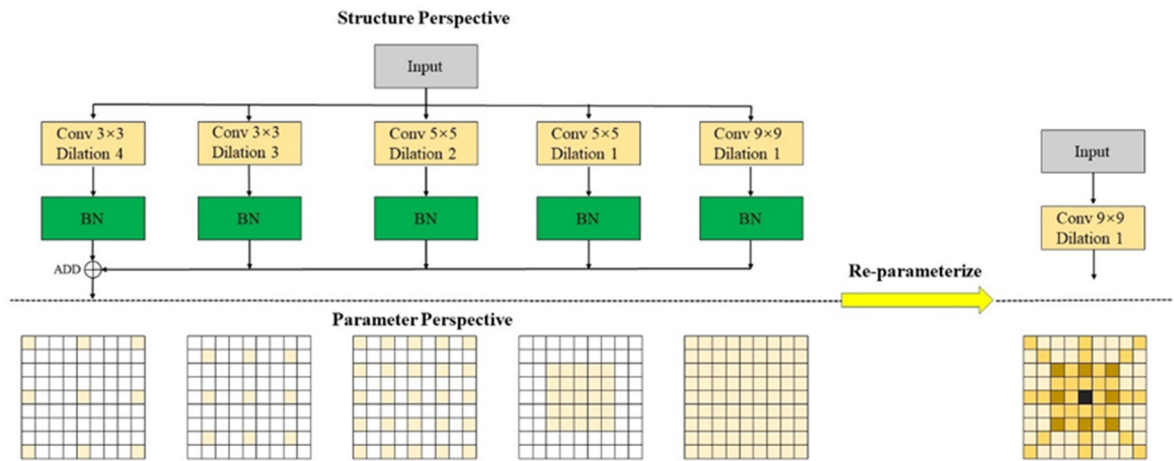 Structure Perspective
Input
Conv 3×3
Dilation 4
Conv 3×3
Dilation 3
Conv 5×5
Dilation 2
Conv 5×5
Dilation 1
Conv 9×9
Dilation 1
BN
BN
BN
BN
BN
ADD
Input
Conv 9×9
Dilation 1
Re-parameterize
Parameter Perspective